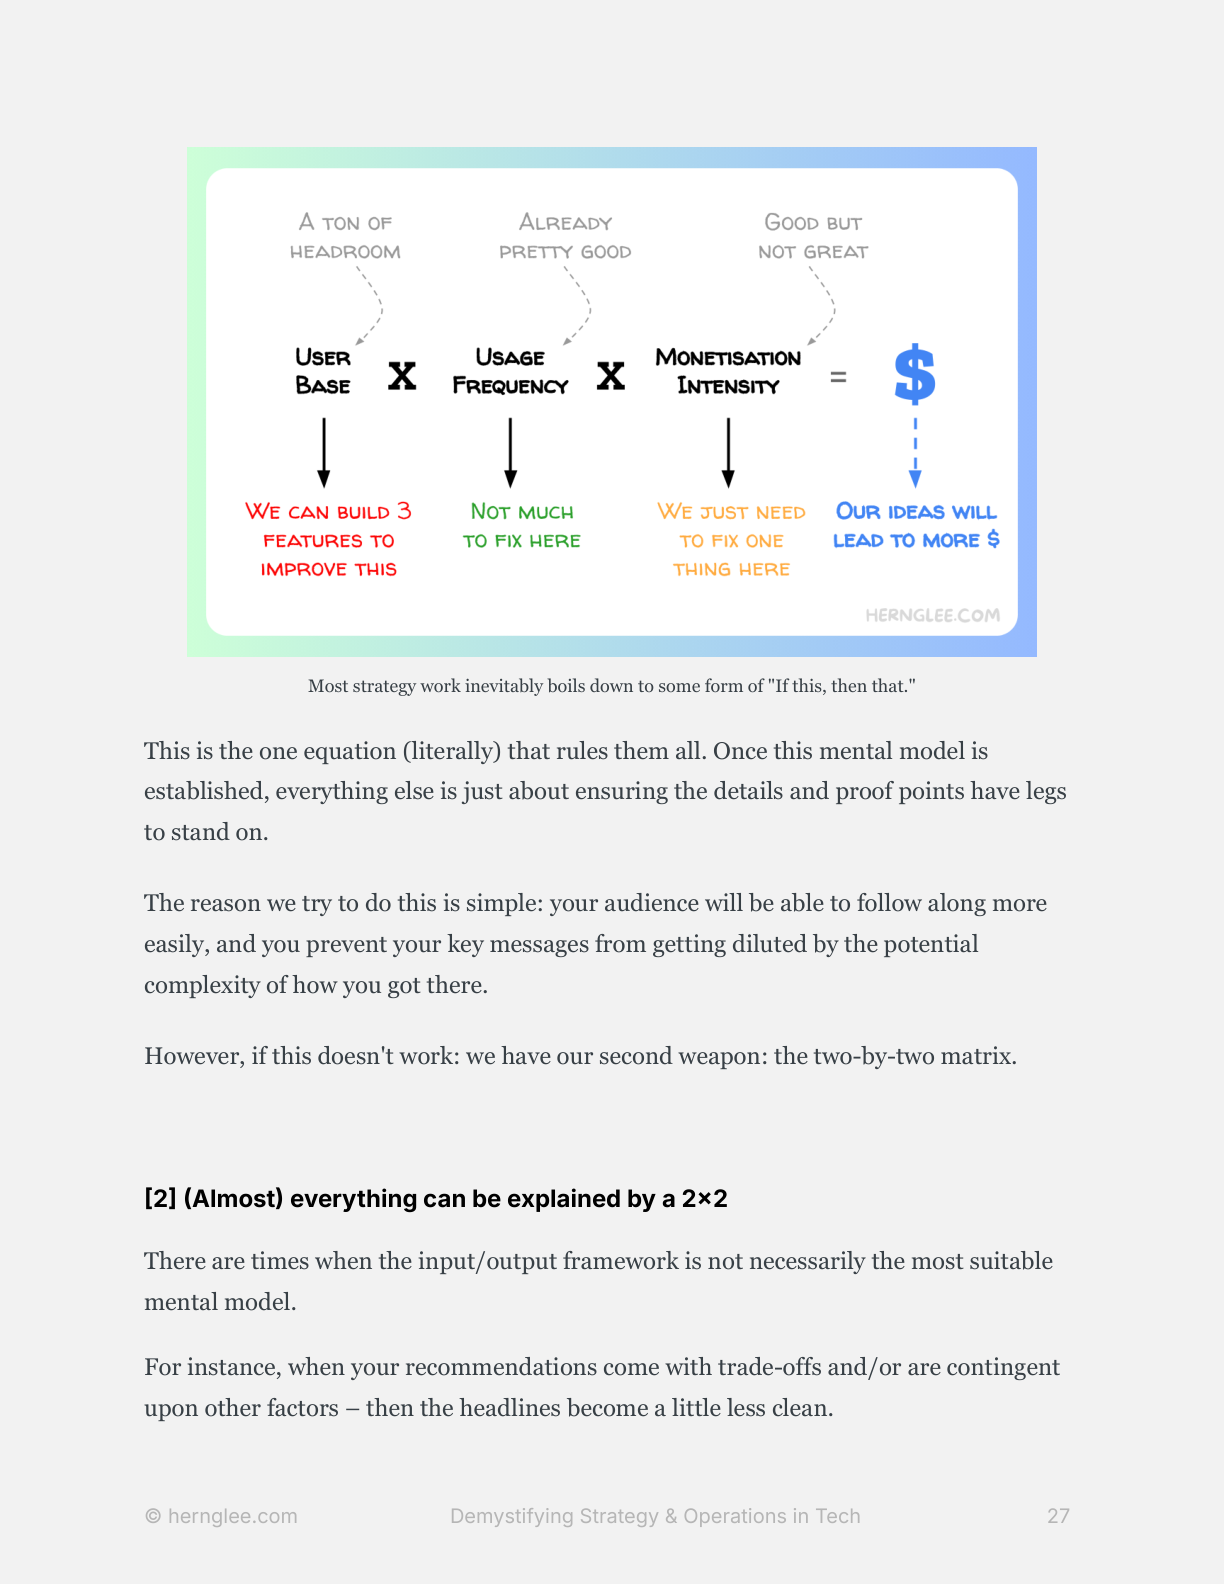 A TON OF
HEADROOM
ALREADY
PRETTY GOOD
GOOD BUT
NOT GREAT
USER
BASE
X
USAGE
FREQUENCY
X
MONETISATION
INTENSITY
=
$
WE CAN BUILD 3
FEATURES TO
IMPROVE THIS
NOT MUCH
TO FIX HERE
WE JUST NEED
TO FIX ONE
THING HERE
OUR IDEAS WILL
LEAD TO MORE $
HERNGLEE.COM
Most strategy work inevitably boils down to some form of "If this, then that."
This is the one equation (literally) that rules them all. Once this mental model is
established, everything else is just about ensuring the details and proof points have legs
to stand on.
The reason we try to do this is simple: your audience will be able to follow along more
easily, and you prevent your key messages from getting diluted by the potential
complexity of how you got there.
However, if this doesn't work: we have our second weapon: the two-by-two matrix.
[2] (Almost) everything can be explained by a 2×2
There are times when the input/output framework is not necessarily the most suitable
mental model.
For instance, when your recommendations come with trade-offs and/or are contingent
upon other factors – then the headlines become a little less clean.
© hernglee.com
Demystifying Strategy & Operations in Tech
27